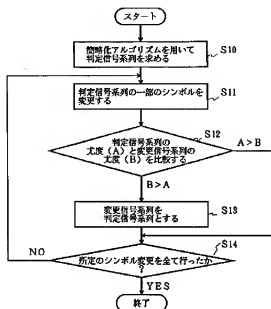 スタート
簡略化アルゴリズムを用いて
判定信号系列を求める
S10
判定信号系列の一部のシンボルを
変更する
S11
S12
判定信号系列の
尤度(A)と変更信号系列の
尤度(B)を比較する
A>B
B>A
変更信号系列を
判定信号系列とする
S13
S14
所定のシンボル変更を全て行ったか
?
NO
YES
終了